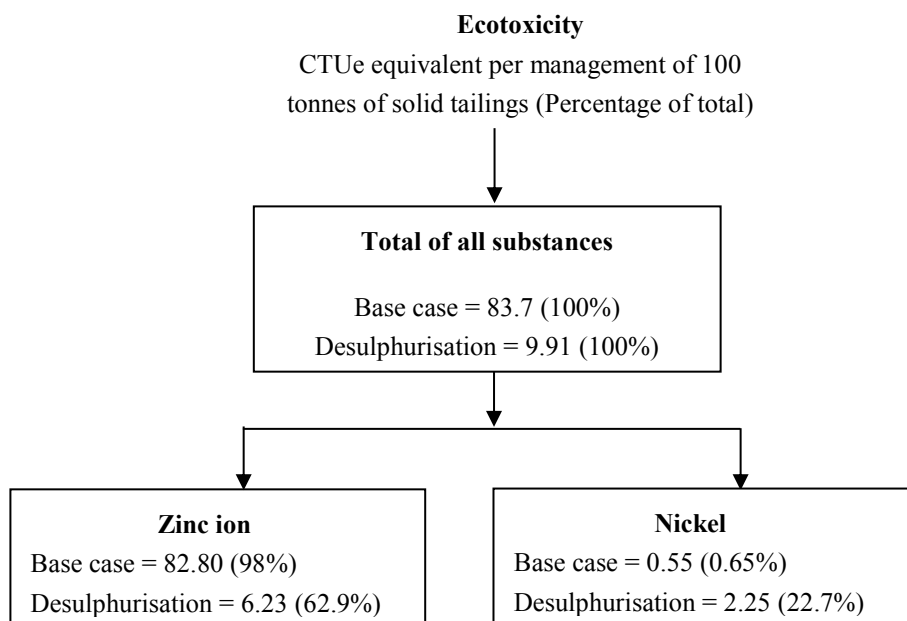 Ecotoxicity
CTUe equivalent per management of 100
tonnes of solid tailings (Percentage of total)
Total of all substances
Base case = 83.7 (100%)
Desulphurisation = 9.91 (100%)
Zinc ion
Base case = 82.80 (98%)
Desulphurisation = 6.23 (62.9%)
Nickel
Base case = 0.55 (0.65%)
Desulphurisation = 2.25 (22.7%)